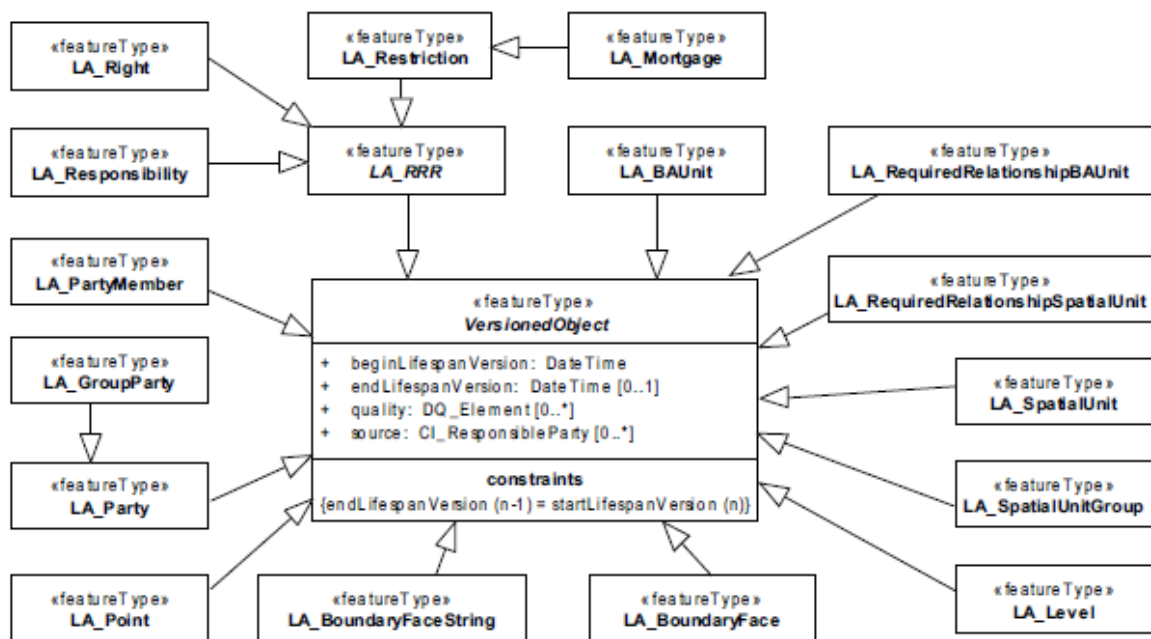 «featureType»
LA_Right
«featureType»
LA_Restriction
«featureType»
LA_Mortgage
«featureType»
LA_Responsibility
«featureType»
LA_RRR
«featureType»
LA_BAUnit
«featureType»
LA_RequiredRelationshipBAUnit
«featureType»
LA_PartyMember
«featureType»
LA_RequiredRelationshipSpatialUnit
«featureType»
VersionedObject
+ beginLifespanVersion: DateTime
+ endLifespanVersion: DateTime [0..1]
+ quality: DQ_Element [0..*]
+ source: CI_ResponsibleParty [0..*]
constraints
{endLifespanVersion (n-1) = startLifespanVersion (n)}
«featureType»
LA_GroupParty
«featureType»
LA_SpatialUnit
«featureType»
LA_Party
«featureType»
LA_SpatialUnitGroup
«featureType»
LA_Point
«featureType»
LA_BoundaryFaceString
«featureType»
LA_BoundaryFace
«featureType»
LA_Level